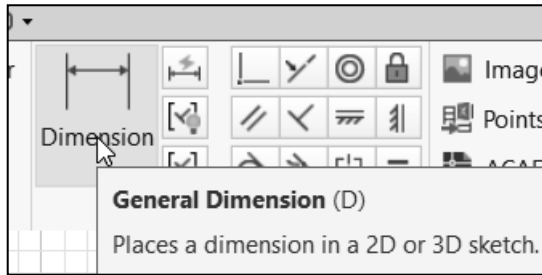 Image
Dimension
Points
General Dimension (D)
Places a dimension in a 2D or 3D sketch.